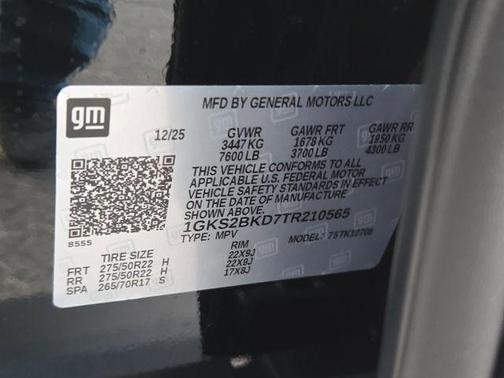 gm
MFD BY GENERAL MOTORS LLC
12/25 GVWR GAWR FRT GAWR RR
3447 KG 1678 KG 1950 KG
7600 LB 3700 LB 4300 LB
THIS VEHICLE CONFORMS TO ALL
APPLICABLE U.S. FEDERAL MOTOR
VEHICLE SAFETY STANDARDS IN EFFECT
ON THE DATE OF MANUFACTURE
SHOWN ABOVE.
1GKS2BKD7TR210565
8555 TYPE: MPV MODEL: 75TK10706
TIRE SIZE RIM
FRT 275/50R22 H 22X9J
RR 275/50R22 H 22X9J
SPA 265/70R17 S 17X8J